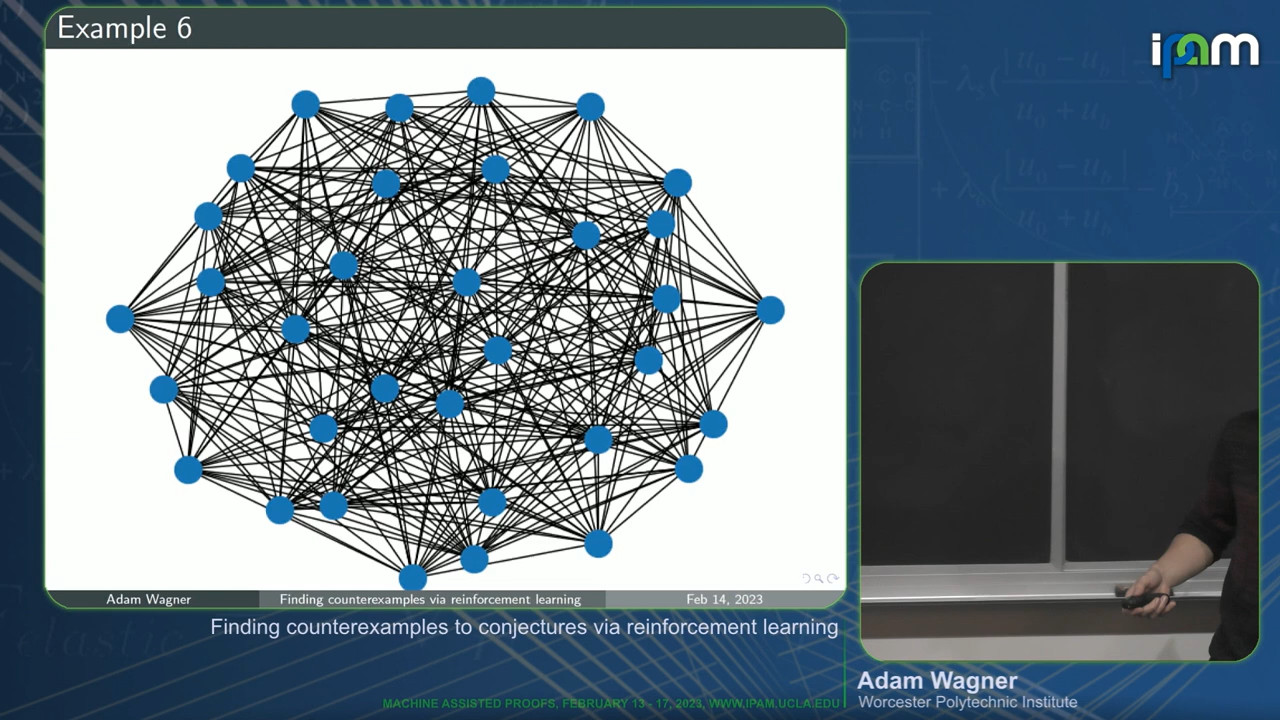 Example 6
ipam
Adam Wagner
Finding counterexamples via reinforcement learning
Feb 14, 2023
Finding counterexamples to conjectures via reinforcement learning
Adam Wagner
Worcester Polytechnic Institute
MACHINE ASSISTED PROOFS, FEBRUARY 13 - 17, 2023, WWW.IPAM.UCLA.EDU